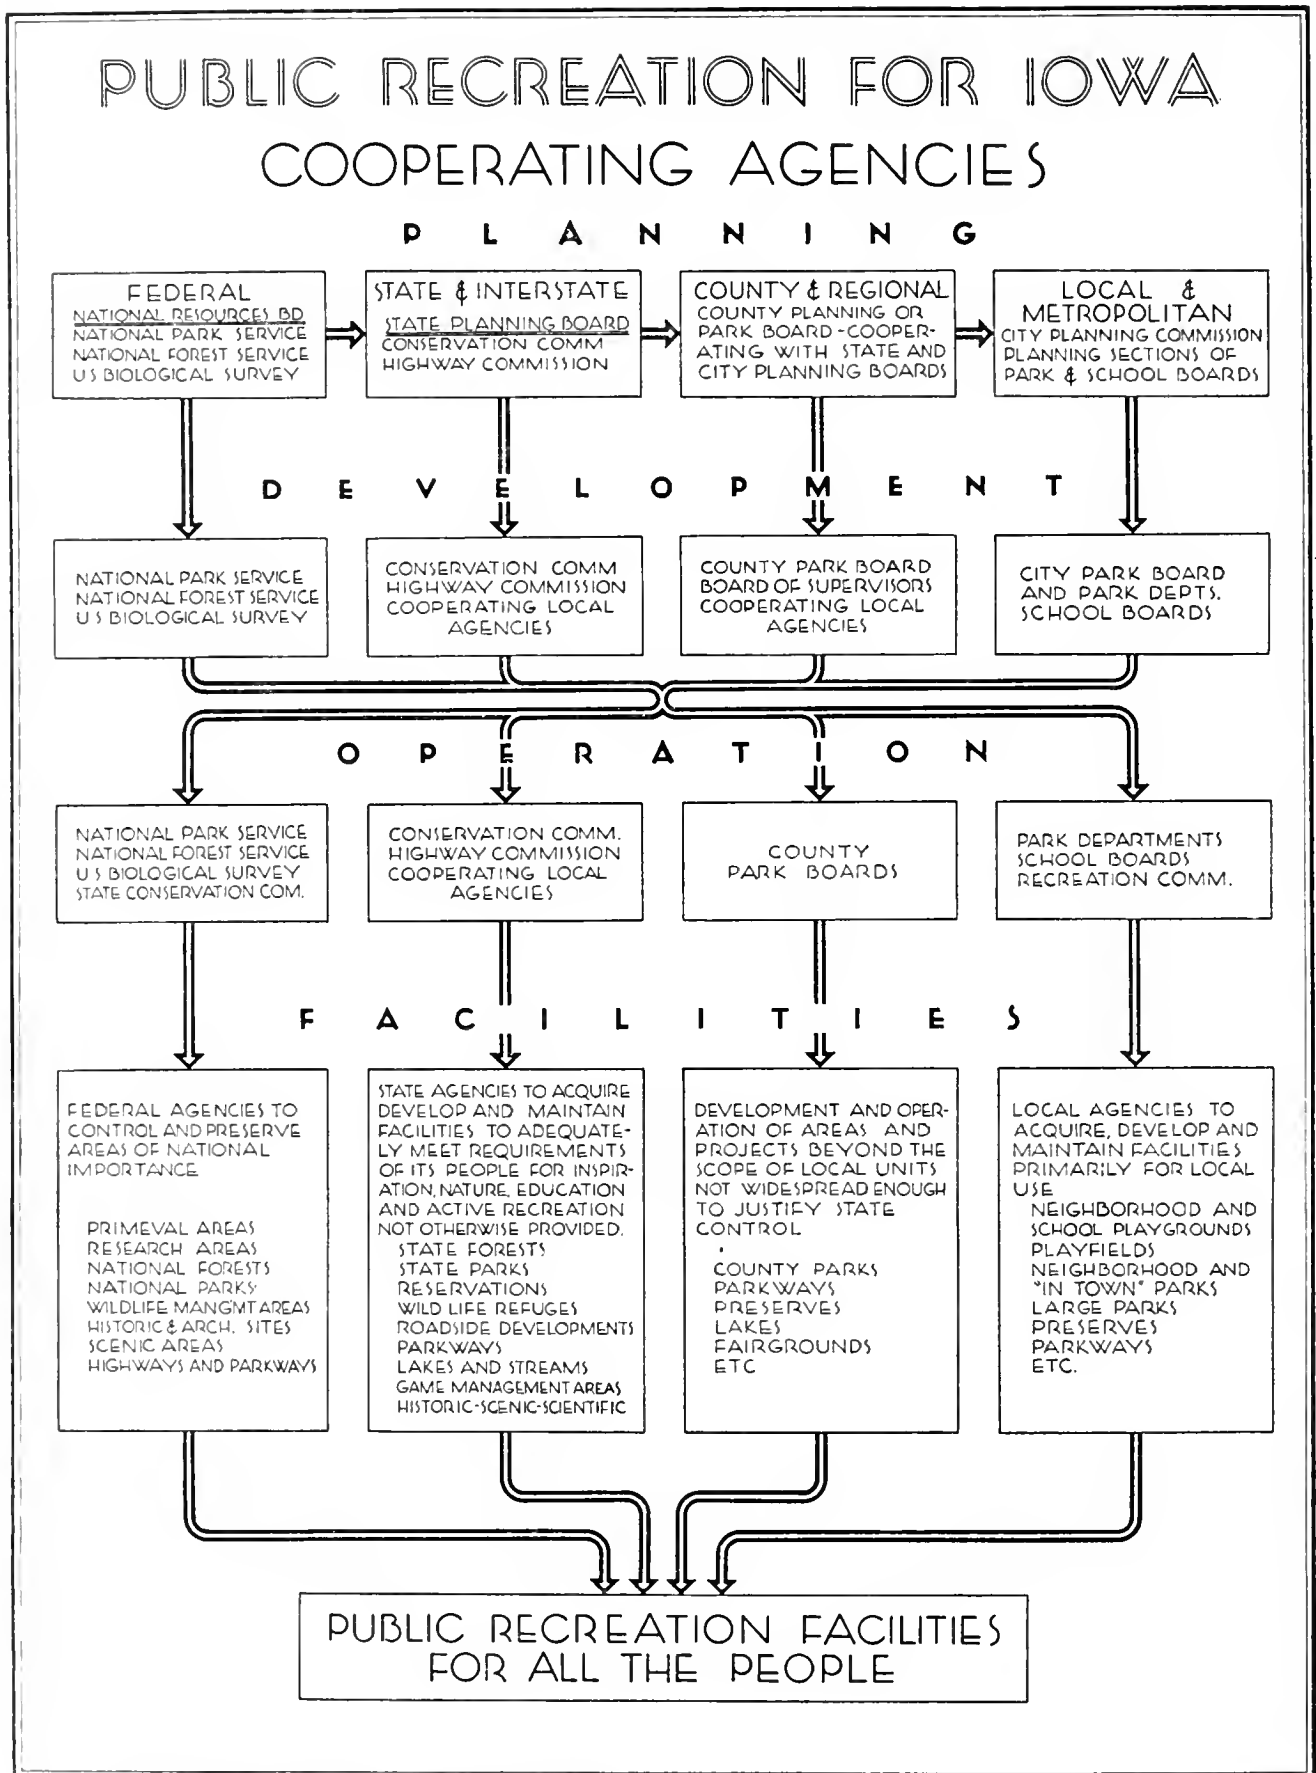 PUBLIC RECREATION FOR IOWA
COOPERATING AGENCIES
PLANNING
FEDERAL
NATIONAL RESOURCES BD
NATIONAL PARK SERVICE
NATIONAL FOREST SERVICE
US BIOLOGICAL SURVEY
STATE & INTERSTATE
STATE PLANNING BOARD
CONSERVATION COMM
HIGHWAY COMMISSION
COUNTY & REGIONAL
COUNTY PLANNING OR
PARK BOARD-COOPER-
ATING WITH STATE AND
CITY PLANNING BOARDS
LOCAL &
METROPOLITAN
CITY PLANNING COMMISSION
PLANNING SECTIONS OF
PARK & SCHOOL BOARDS
DEVELOPMENT
NATIONAL PARK SERVICE
NATIONAL FOREST SERVICE
US BIOLOGICAL SURVEY
CONSERVATION COMM
HIGHWAY COMMISSION
COOPERATING LOCAL
AGENCIES
COUNTY PARK BOARD
BOARD OF SUPERVISORS
COOPERATING LOCAL
AGENCIES
CITY PARK BOARD
AND PARK DEPTS.
SCHOOL BOARDS
OPERATION
NATIONAL PARK SERVICE
NATIONAL FOREST SERVICE
U S BIOLOGICAL SURVEY
STATE CONSERVATION COM.
CONSERVATION COMM.
HIGHWAY COMMISSION
COOPERATING LOCAL
AGENCIES
COUNTY
PARK BOARDS
PARK DEPARTMENTS
SCHOOL BOARDS
RECREATION COMM.
FACILITIES
FEDERAL AGENCIES TO
CONTROL AND PRESERVE
AREAS OF NATIONAL
IMPORTANCE
PRIMEVAL AREAS
RESEARCH AREAS
NATIONAL FORESTS
NATIONAL PARKS
WILDLIFE MANG'MT AREAS
HISTORIC & ARCH. SITES
SCENIC AREAS
HIGHWAYS AND PARKWAYS
STATE AGENCIES TO ACQUIRE
DEVELOP AND MAINTAIN
FACILITIES TO ADEQUATE-
LY MEET REQUIREMENTS
OF ITS PEOPLE FOR INSPIR-
ATION, NATURE, EDUCATION
AND ACTIVE RECREATION
NOT OTHERWISE PROVIDED.
STATE FORESTS
STATE PARKS
RESERVATIONS
WILD LIFE REFUGES
ROADSIDE DEVELOPMENTS
PARKWAYS
LAKES AND STREAMS
GAME MANAGEMENT AREAS
HISTORIC-SCENIC-SCIENTIFIC
DEVELOPMENT AND OPER-
ATION OF AREAS AND
PROJECTS BEYOND THE
SCOPE OF LOCAL UNITS
NOT WIDESPREAD ENOUGH
TO JUSTIFY STATE
CONTROL
COUNTY PARKS
PARKWAYS
PRESERVES
LAKES
FAIRGROUNDS
ETC
LOCAL AGENCIES TO
ACQUIRE, DEVELOP AND
MAINTAIN FACILITIES
PRIMARILY FOR LOCAL
USE
NEIGHBORHOOD AND
SCHOOL PLAYGROUNDS
PLAYFIELDS
NEIGHBORHOOD AND
"IN TOWN" PARKS
LARGE PARKS
PRESERVES
PARKWAYS
ETC.
PUBLIC RECREATION FACILITIES
FOR ALL THE PEOPLE